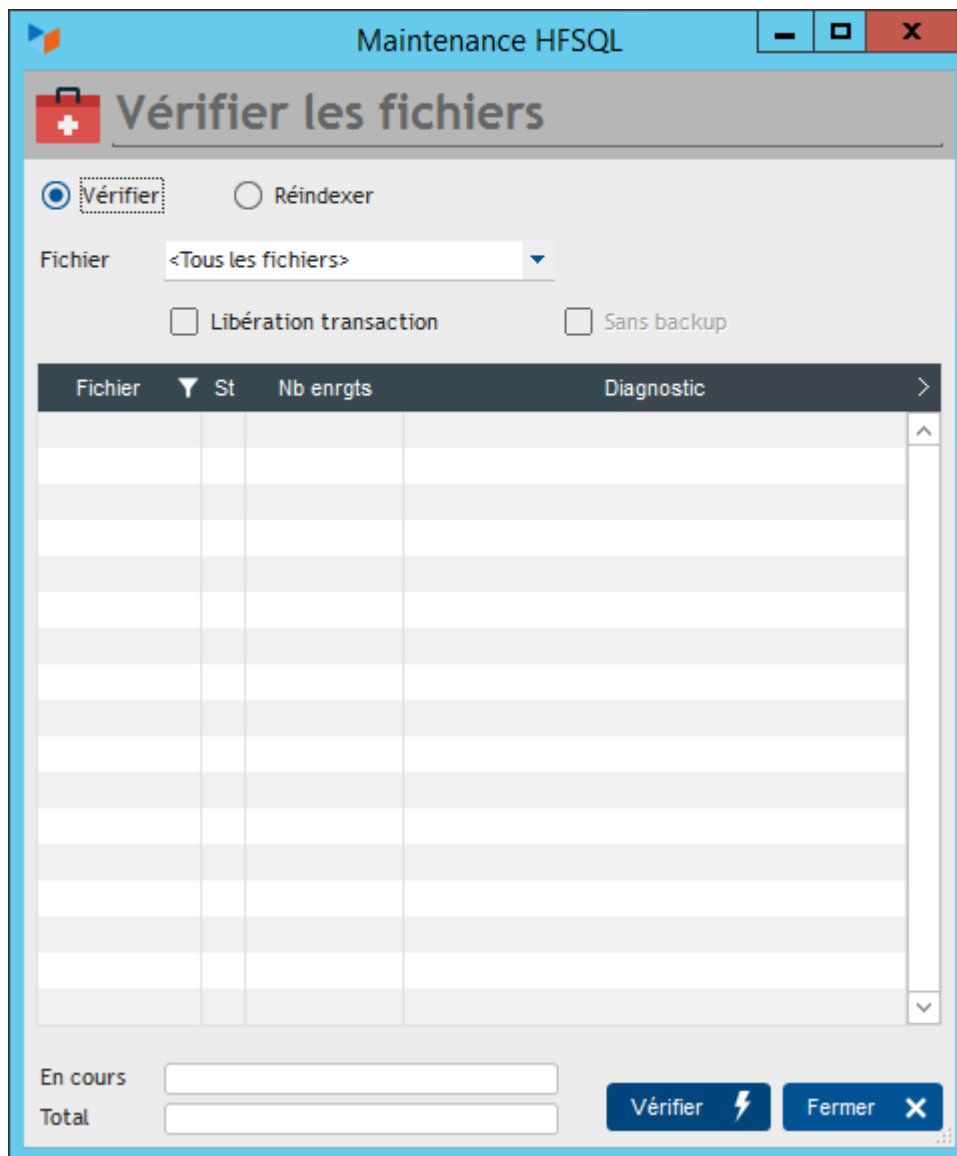 Maintenance HFSQL
Vérifier les fichiers
Vérifier Réindexer
Fichier <Tous les fichiers>
Libération transaction Sans backup
Fichier St Nb enrgts Diagnostic
En cours
Total
Vérifier Fermer